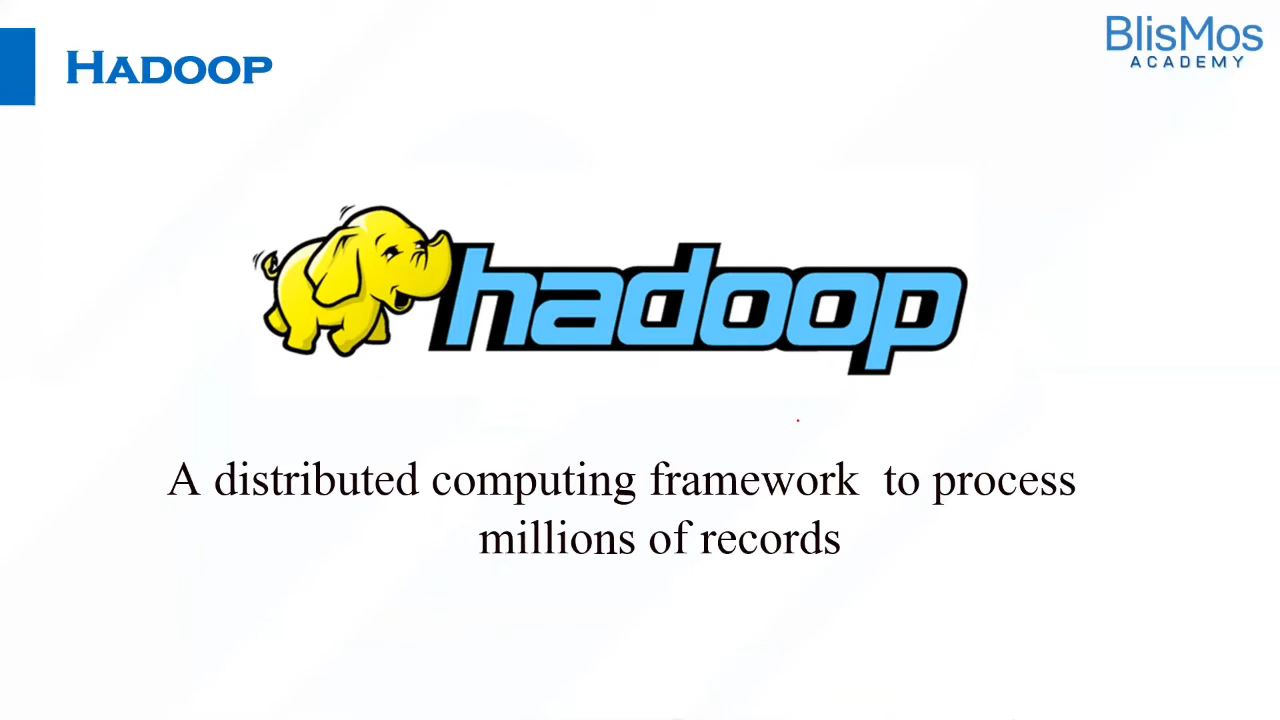 HADOOP
BlisMos
ACADEMY
hadoop
A distributed computing framework  to process
millions of records